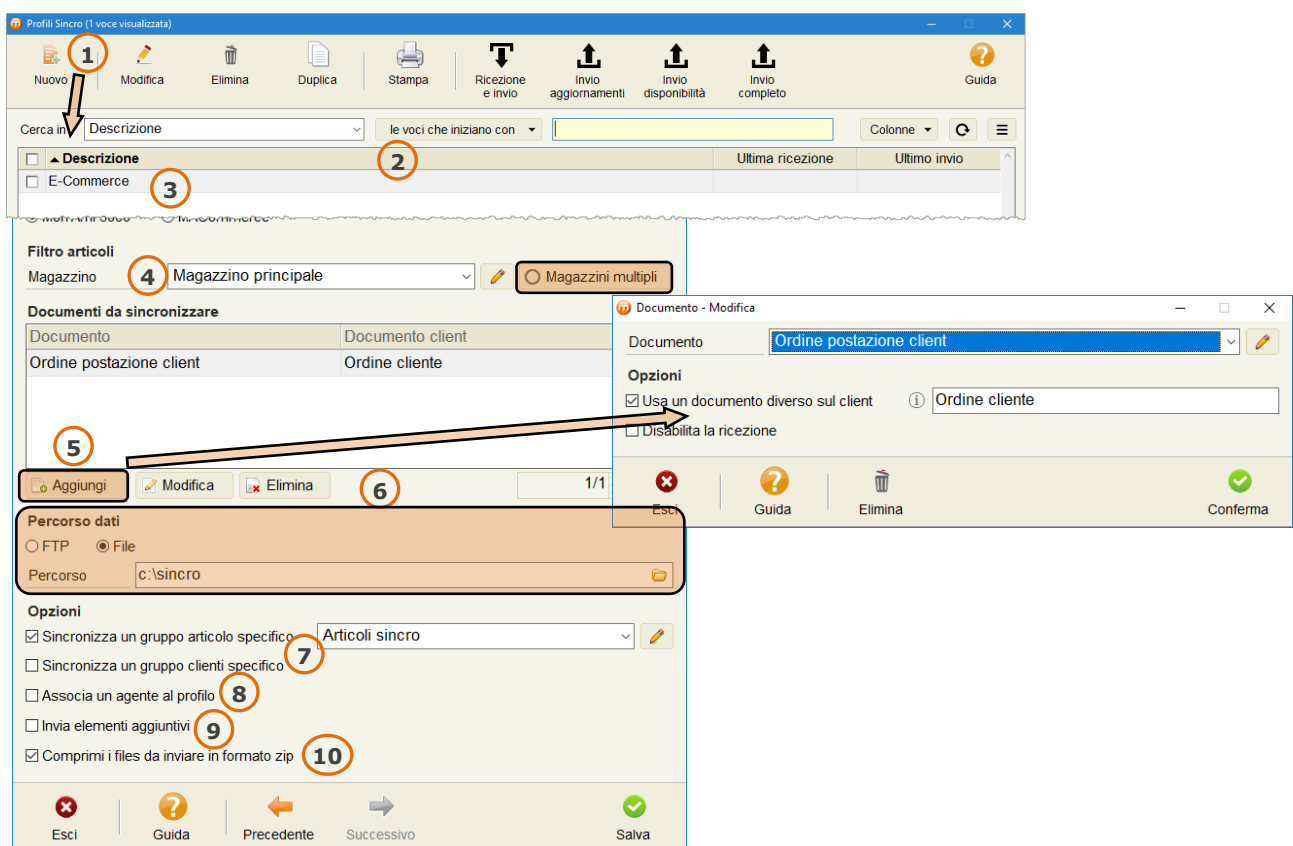 Profili Sincro (1 voce visualizzata)
1
Nuovo Modifica Elimina Duplica Stampa Ricezione e invio Invio aggiornamenti Invio disponibilità Invio completo Guida
Cerca in Descrizione le voci che iniziano con Colonne
Descrizione 2 Ultima ricezione Ultimo invio
E-Commerce 3
Filtro articoli
Magazzino 4 Magazzino principale Magazzini multipli
Documenti da sincronizzare
Documento Documento client
Ordine postazione client Ordine cliente
5
Aggiungi Modifica Elimina 6 1/1
Documento - Modifica
Documento Ordine postazione client
Opzioni
Usa un documento diverso sul client Ordine cliente
Disabilita la ricezione
Esci Guida Elimina Conferma
Percorso dati
FTP File
Percorso c:\sincro
Opzioni
Sincronizza un gruppo articolo specifico Articoli sincro
7
Sincronizza un gruppo clienti specifico
Associa un agente al profilo 8
Invia elementi aggiuntivi 9
Comprimi i files da inviare in formato zip 10
Esci Guida Precedente Successivo Salva